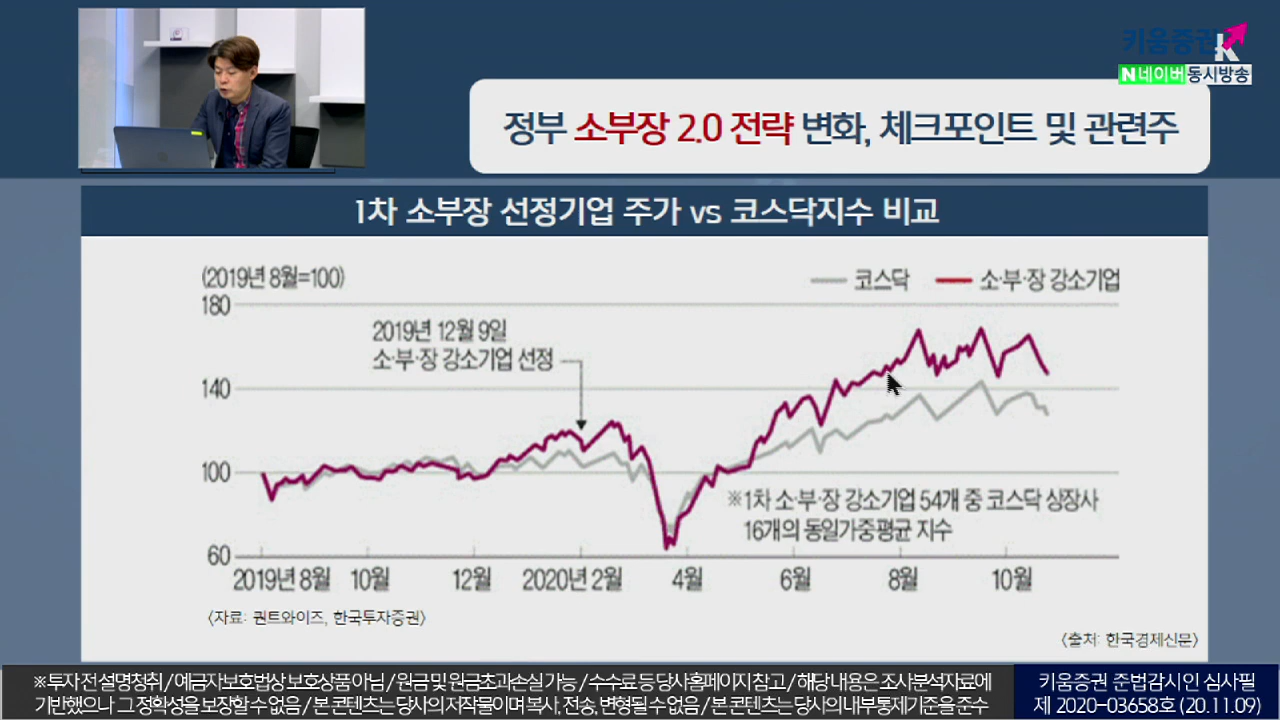 키움증권
N 네이버 동시방송
정부 소부장 2.0 전략 변화, 체크포인트 및 관련주
1차 소부장 선정기업 주가 vs 코스닥지수 비교
(2019년 8월=100)
코스닥 소·부·장 강소기업
180
2019년 12월 9일
소·부·장 강소기업 선정
140
100
※1차 소·부·장 강소기업 54개 중 코스닥 상장사
16개의 동일가중평균 지수
60
2019년 8월 10월 12월 2020년 2월 4월 6월 8월 10월
〈자료: 퀀트와이즈, 한국투자증권〉
〈출처: 한국경제신문〉
※투자 전 설명청취 / 예금자보호법상 보호상품 아님 / 원금 및 원금초과손실 가능 / 수수료 등 당사홈페이지 참고 / 해당 내용은 조사분석자료에
기반했으나 그 정확성을 보장할 수 없음 / 본 콘텐츠는 당사의 저작물이며 복사, 전송, 변형될 수 없음 / 본 콘텐츠는 당사의 내부통제기준을 준수
키움증권 준법감시인 심사필
제 2020-03658호 (20.11.09)